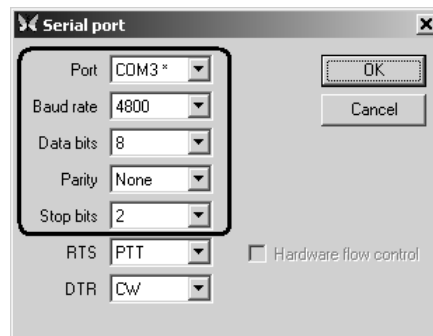 Serial port
Port COM3 *
OK
Baud rate 4800
Cancel
Data bits 8
Parity None
Stop bits 2
RTS PTT
Hardware flow control
DTR CW